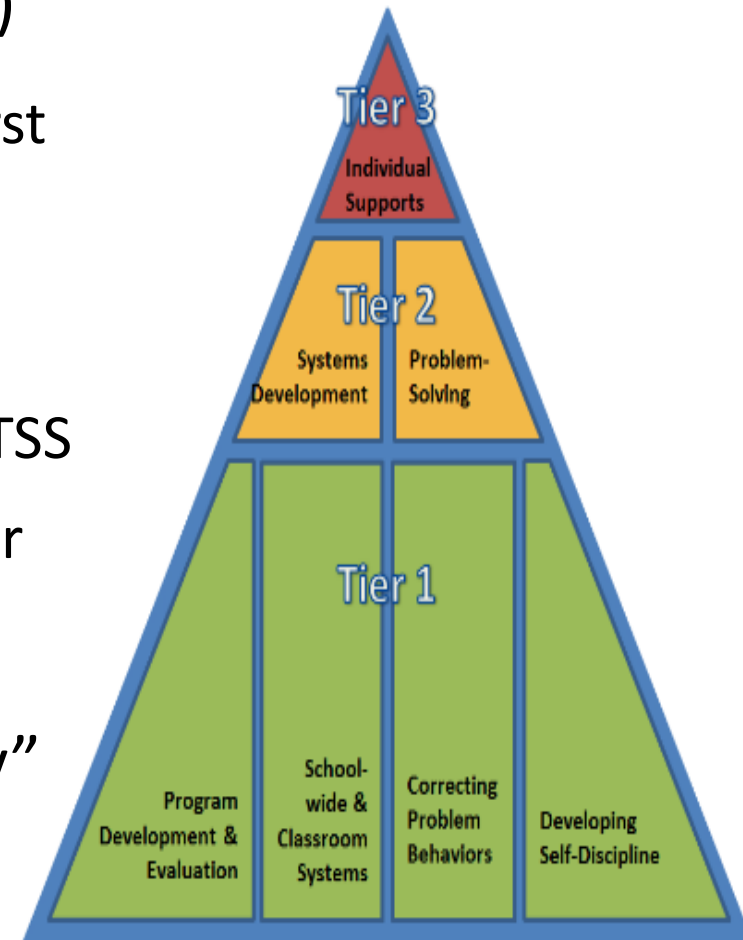 )
st
TSS
r
y”
Tier 3
Individual
Supports
Tier 2
Systems
Development
Problem-
Solving
Tier 1
Program
Development &
Evaluation
School-
wide &
Classroom
Systems
Correcting
Problem
Behaviors
Developing
Self-Discipline